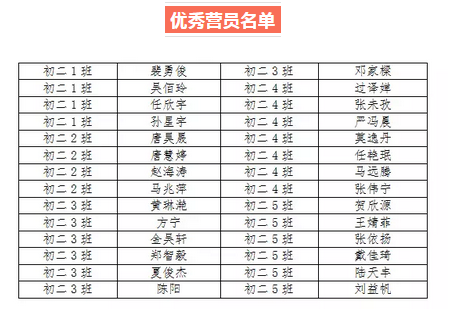 优秀营员名单
初二1班 裴勇俊 初二3班 邓家樑
初二1班 吴佰玲 初二4班 过译婵
初二1班 任欣宇 初二4班 张未孜
初二1班 孙星宇 初二4班 严冯晨
初二2班 唐昊晨 初二4班 莫逸丹
初二2班 唐慧婷 初二4班 任艳珉
初二2班 赵海涛 初二4班 马远腾
初二2班 马兆萍 初二4班 张伟宁
初二3班 黄琳滟 初二5班 贺欣源
初二3班 方宁 初二5班 王婧菲
初二3班 金昊轩 初二5班 张依扬
初二3班 郑智毅 初二5班 戴佳琦
初二3班 夏俊杰 初二5班 陆天丰
初二3班 陈阳 初二5班 刘益帆